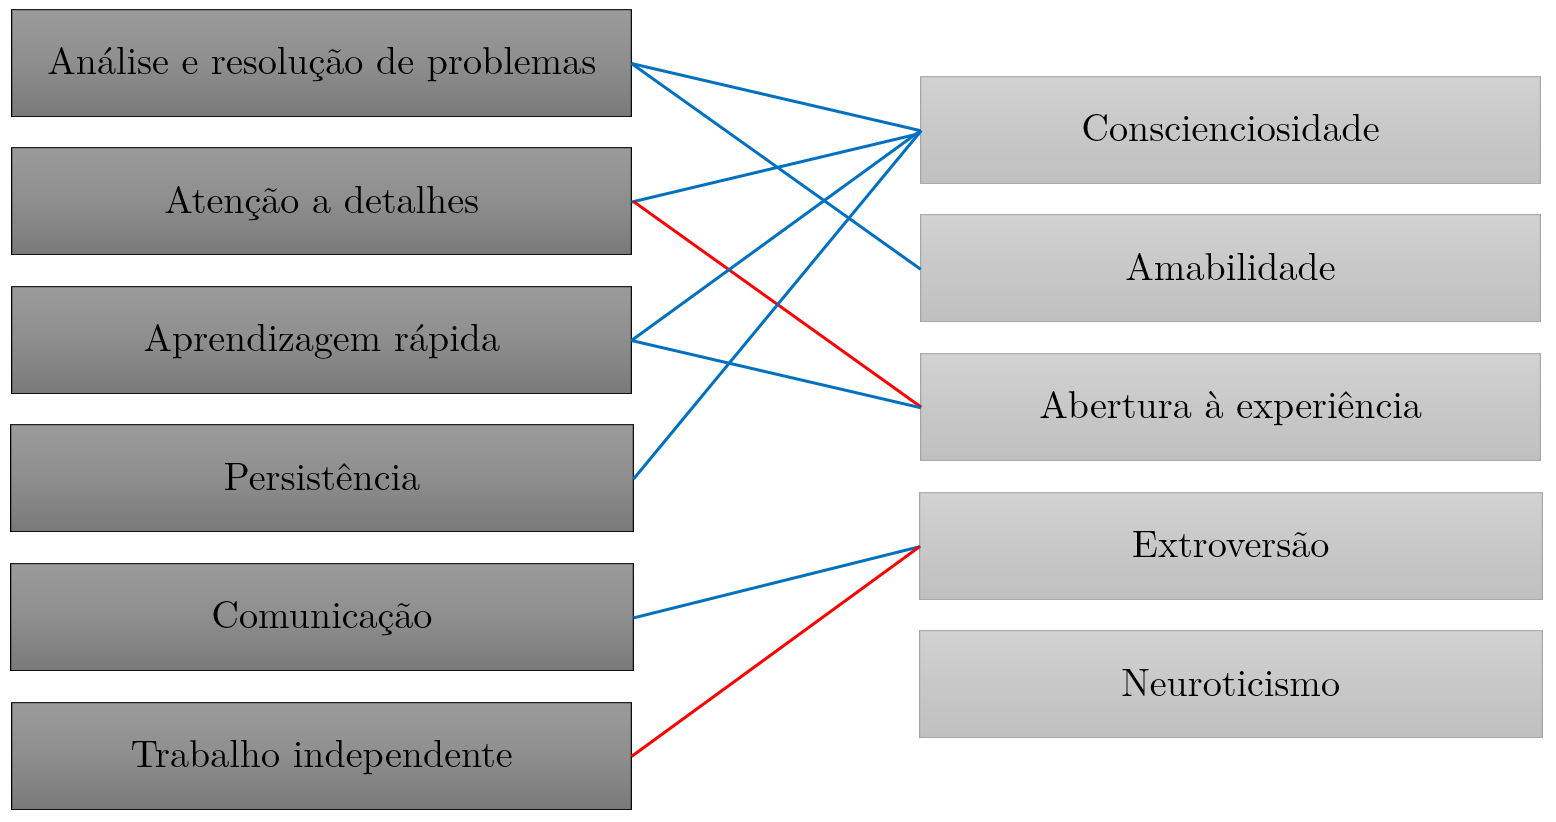 Análise e resolução de problemas
Atenção a detalhes
Aprendizagem rápida
Persistência
Comunicação
Trabalho independente
Conscienciosidade
Amabilidade
Abertura à experiência
Extroversão
Neuroticismo